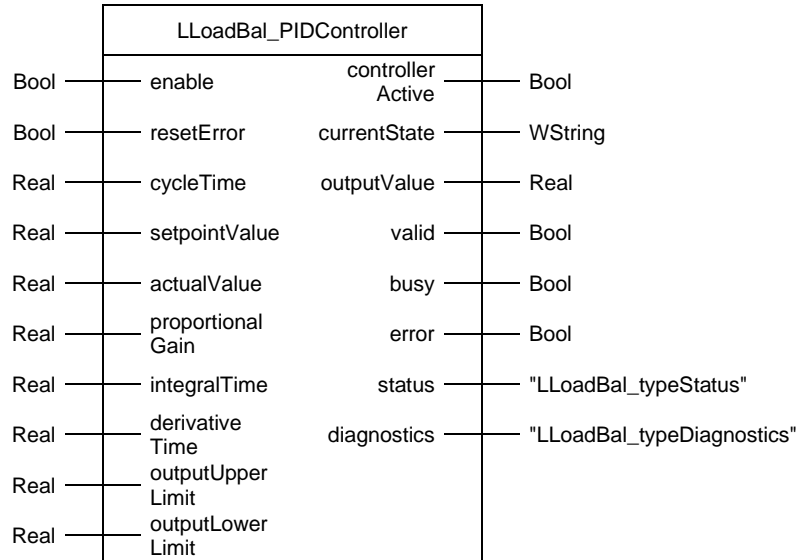 LLoadBal_PIDController
Bool enable controller Bool
Active
Bool resetError currentState WString
Real cycleTime outputValue Real
Real setpointValue valid Bool
Real actualValue busy Bool
Real proportional error Bool
Gain
Real integralTime status "LLoadBal_typeStatus"
Real derivative diagnostics "LLoadBal_typeDiagnostics"
Time
Real outputUpper
Limit
Real outputLower
Limit